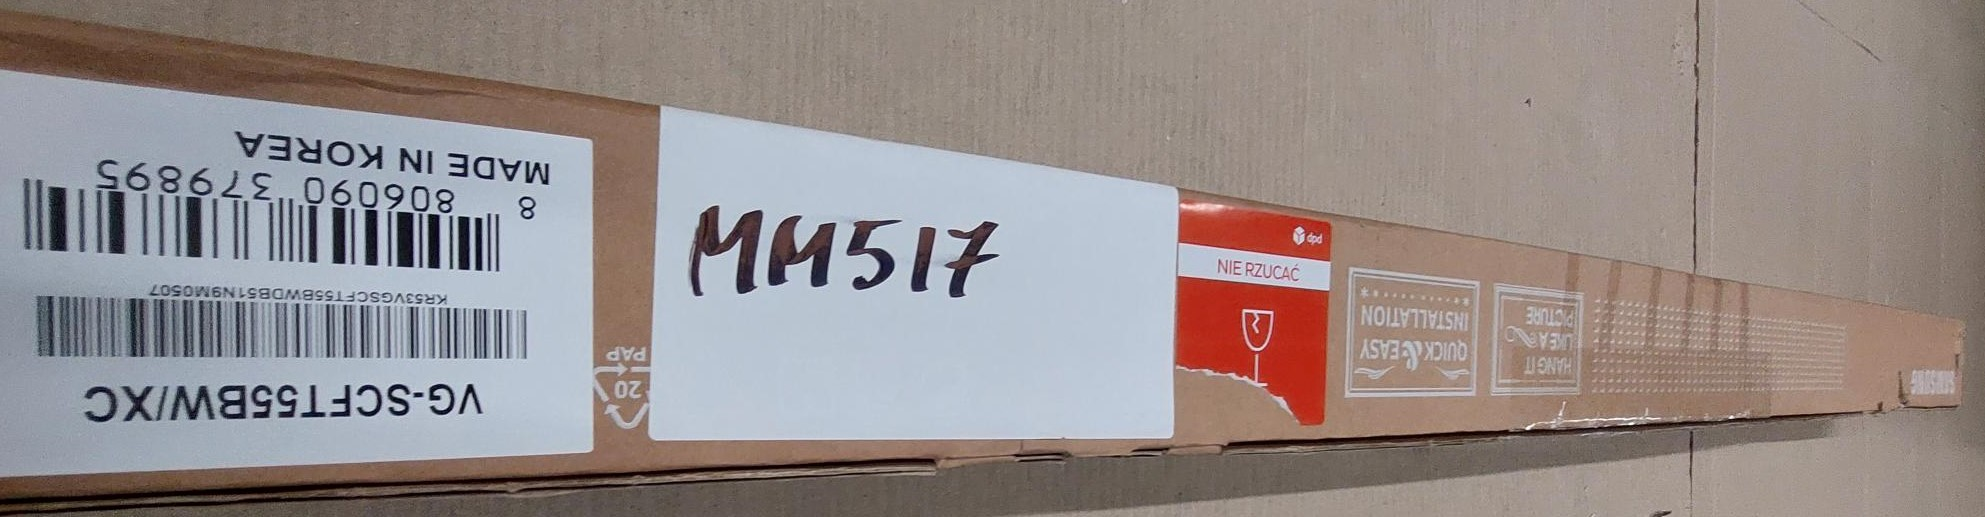 VG-SCFT55BW/XC
KR53VGSCFT55BWDB51N9M0507
8 806090 379895
MADE IN KOREA
20
PAP
MM517
dpd
NIE RZUCAĆ
QUICK & EASY
INSTALLATION
HANG IT
LIKE A
PICTURE
SAMSUNG